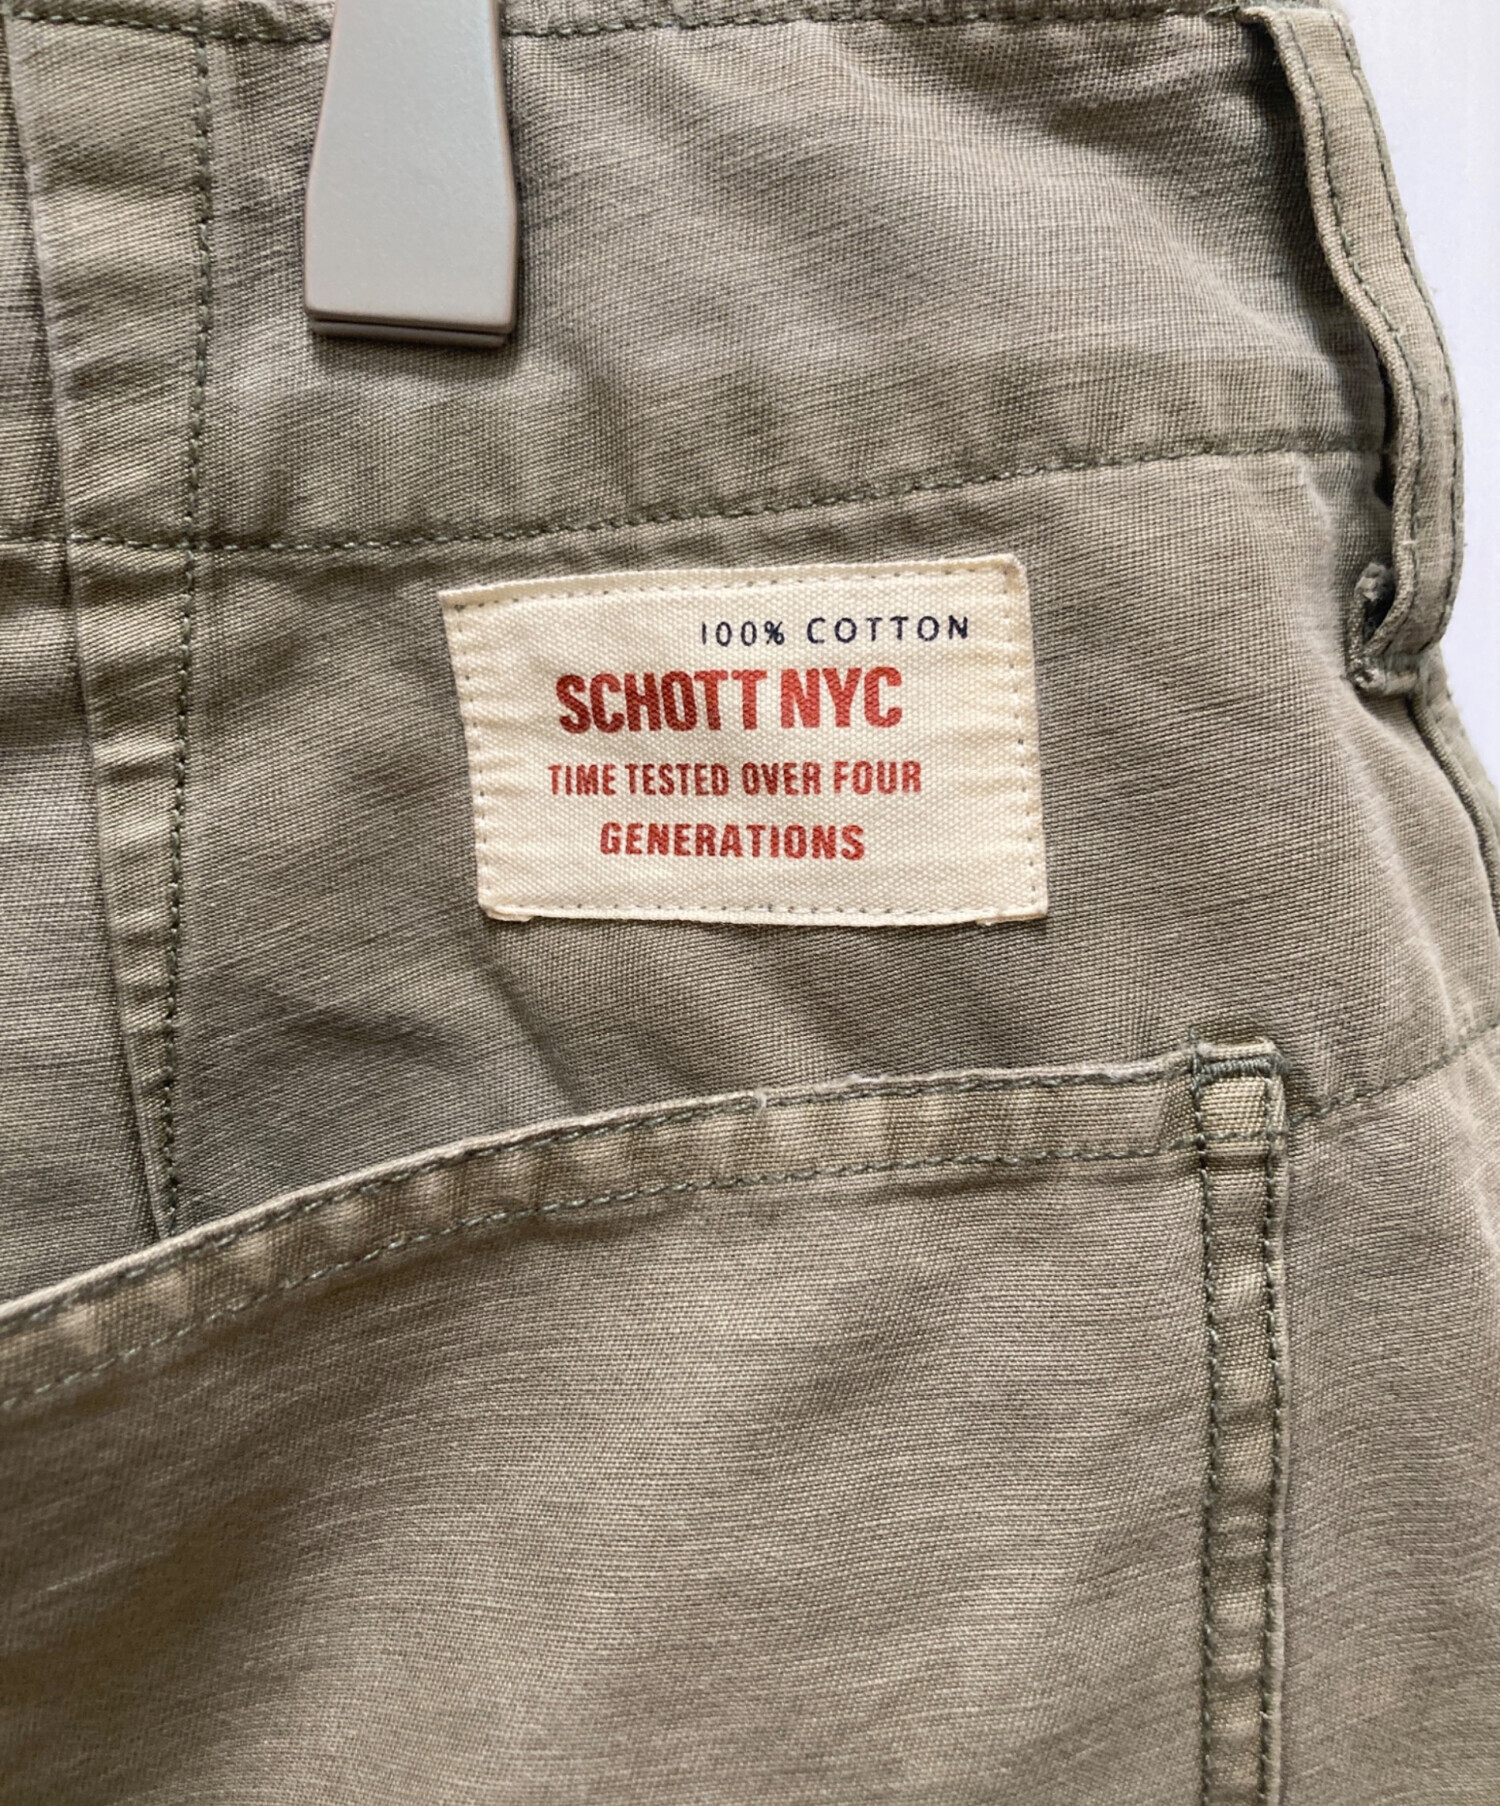 100% COTTON
SCHOTT NYC
TIME TESTED OVER FOUR
GENERATIONS